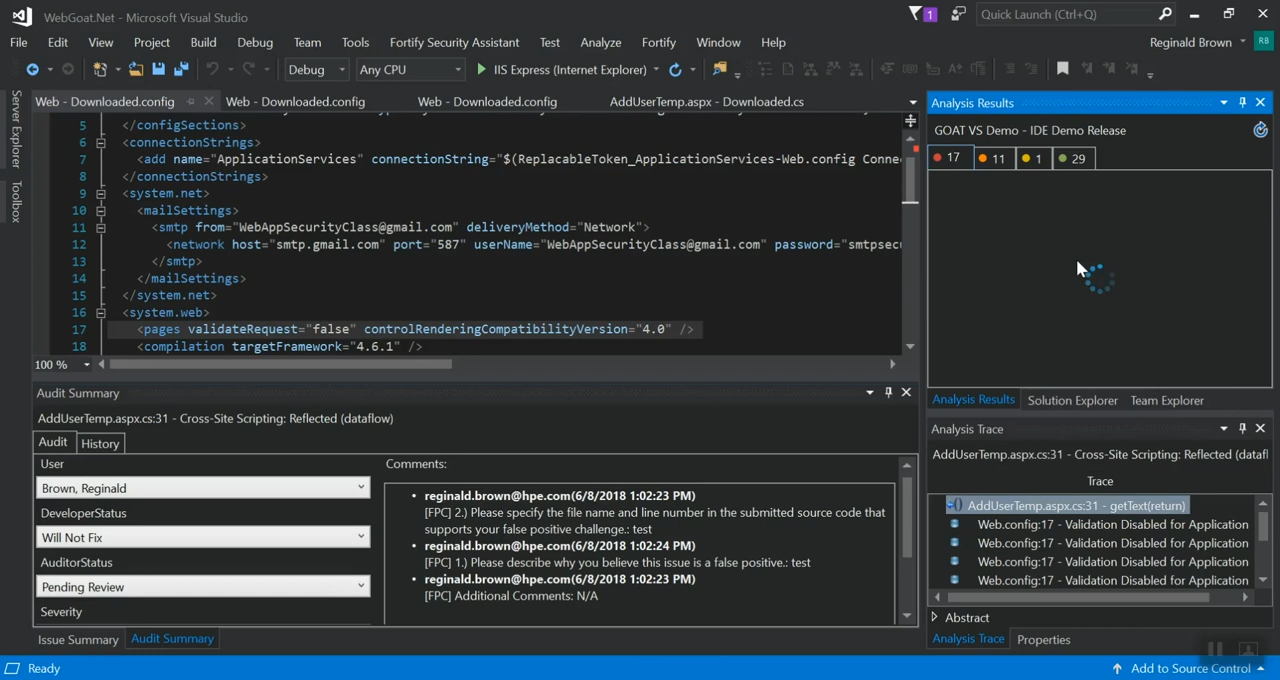 WebGoat.Net - Microsoft Visual Studio
1
Quick Launch (Ctrl+Q)
File Edit View Project Build Debug Team Tools Fortify Security Assistant Test Analyze Fortify Window Help
Reginald Brown RB
Debug Any CPU IIS Express (Internet Explorer)
Server Explorer
Toolbox
Web - Downloaded.config Web - Downloaded.config Web - Downloaded.config AddUserTemp.aspx - Downloaded.cs
5 </configSections>
6 <connectionStrings>
7 <add name="ApplicationServices" connectionString="$(ReplacableToken_ApplicationServices-Web.config Conne
8 </connectionStrings>
9 <system.net>
10 <mailSettings>
11 <smtp from="WebAppSecurityClass@gmail.com" deliveryMethod="Network">
12 <network host="smtp.gmail.com" port="587" userName="WebAppSecurityClass@gmail.com" password="smtpsecu
13 </smtp>
14 </mailSettings>
15 </system.net>
16 <system.web>
17 <pages validateRequest="false" controlRenderingCompatibilityVersion="4.0" />
18 <compilation targetFramework="4.6.1" />
100 %
Analysis Results
GOAT VS Demo - IDE Demo Release
17 11 1 29
Analysis Results Solution Explorer Team Explorer
Audit Summary
AddUserTemp.aspx.cs:31 - Cross-Site Scripting: Reflected (dataflow)
Audit History
User
Brown, Reginald
DeveloperStatus
Will Not Fix
AuditorStatus
Pending Review
Severity
Comments:
• reginald.brown@hpe.com(6/8/2018 1:02:23 PM)
[FPC] 2.) Please specify the file name and line number in the submitted source code that
supports your false positive challenge.: test
• reginald.brown@hpe.com(6/8/2018 1:02:24 PM)
[FPC] 1.) Please describe why you believe this issue is a false positive.: test
• reginald.brown@hpe.com(6/8/2018 1:02:23 PM)
[FPC] Additional Comments: N/A
Issue Summary Audit Summary
Analysis Trace
AddUserTemp.aspx.cs:31 - Cross-Site Scripting: Reflected (dataf
Trace
AddUserTemp.aspx.cs:31 - getText(return)
Web.config:17 - Validation Disabled for Application
Web.config:17 - Validation Disabled for Application
Web.config:17 - Validation Disabled for Application
Web.config:17 - Validation Disabled for Application
Abstract
Analysis Trace Properties
Ready
Add to Source Control